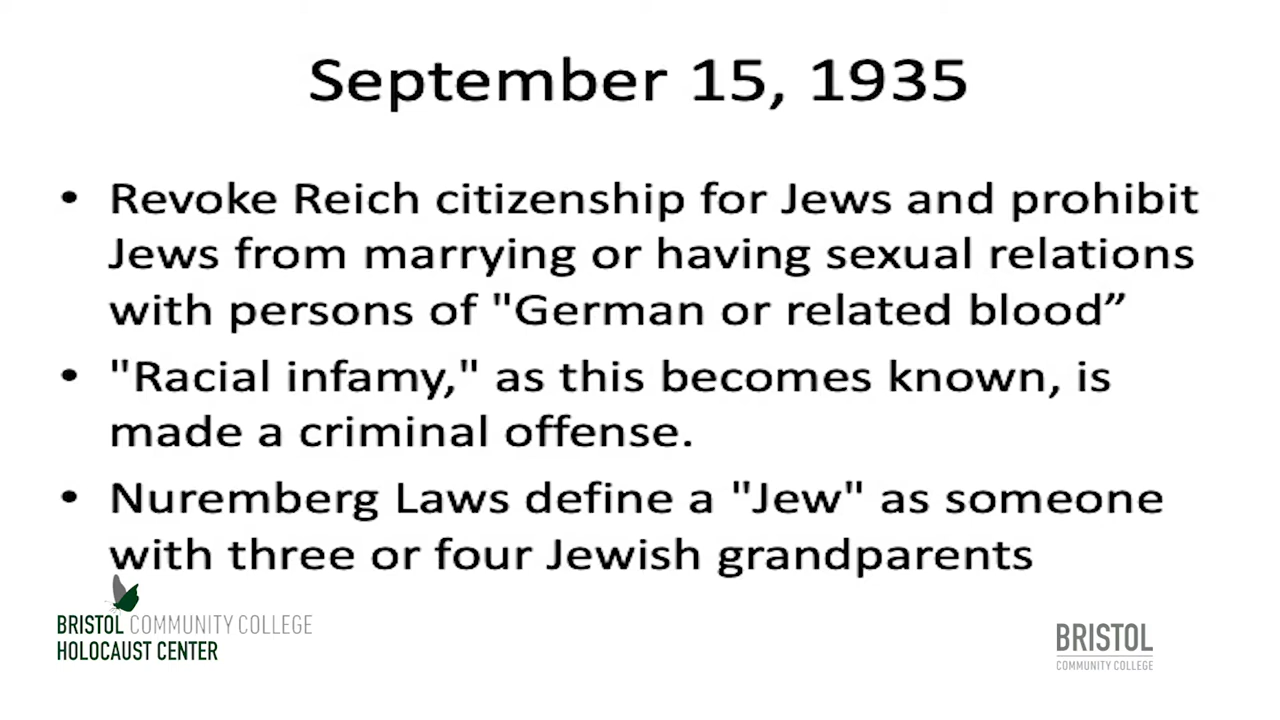 September 15, 1935
• Revoke Reich citizenship for Jews and prohibit
Jews from marrying or having sexual relations
with persons of "German or related blood”
• "Racial infamy," as this becomes known, is
made a criminal offense.
• Nuremberg Laws define a "Jew" as someone
with three or four Jewish grandparents
BRISTOL COMMUNITY COLLEGE
HOLOCAUST CENTER
BRISTOL
COMMUNITY COLLEGE